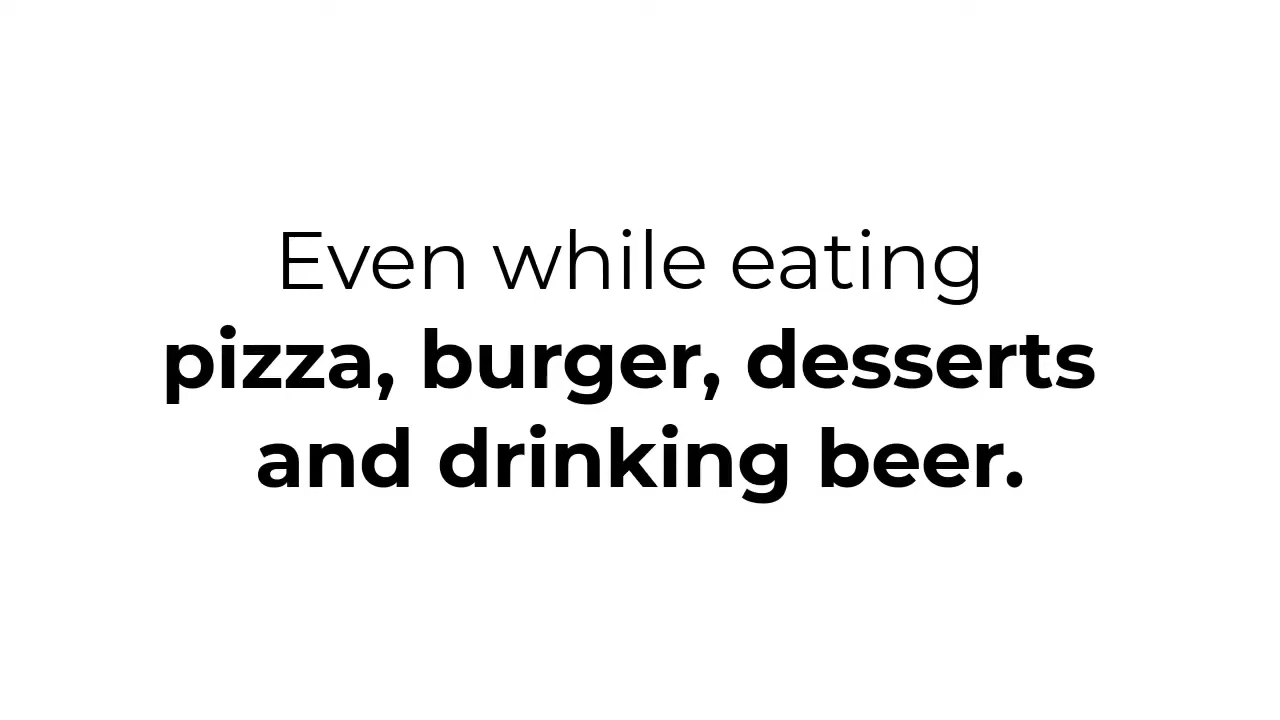 Even while eating
pizza, burger, desserts
and drinking beer.